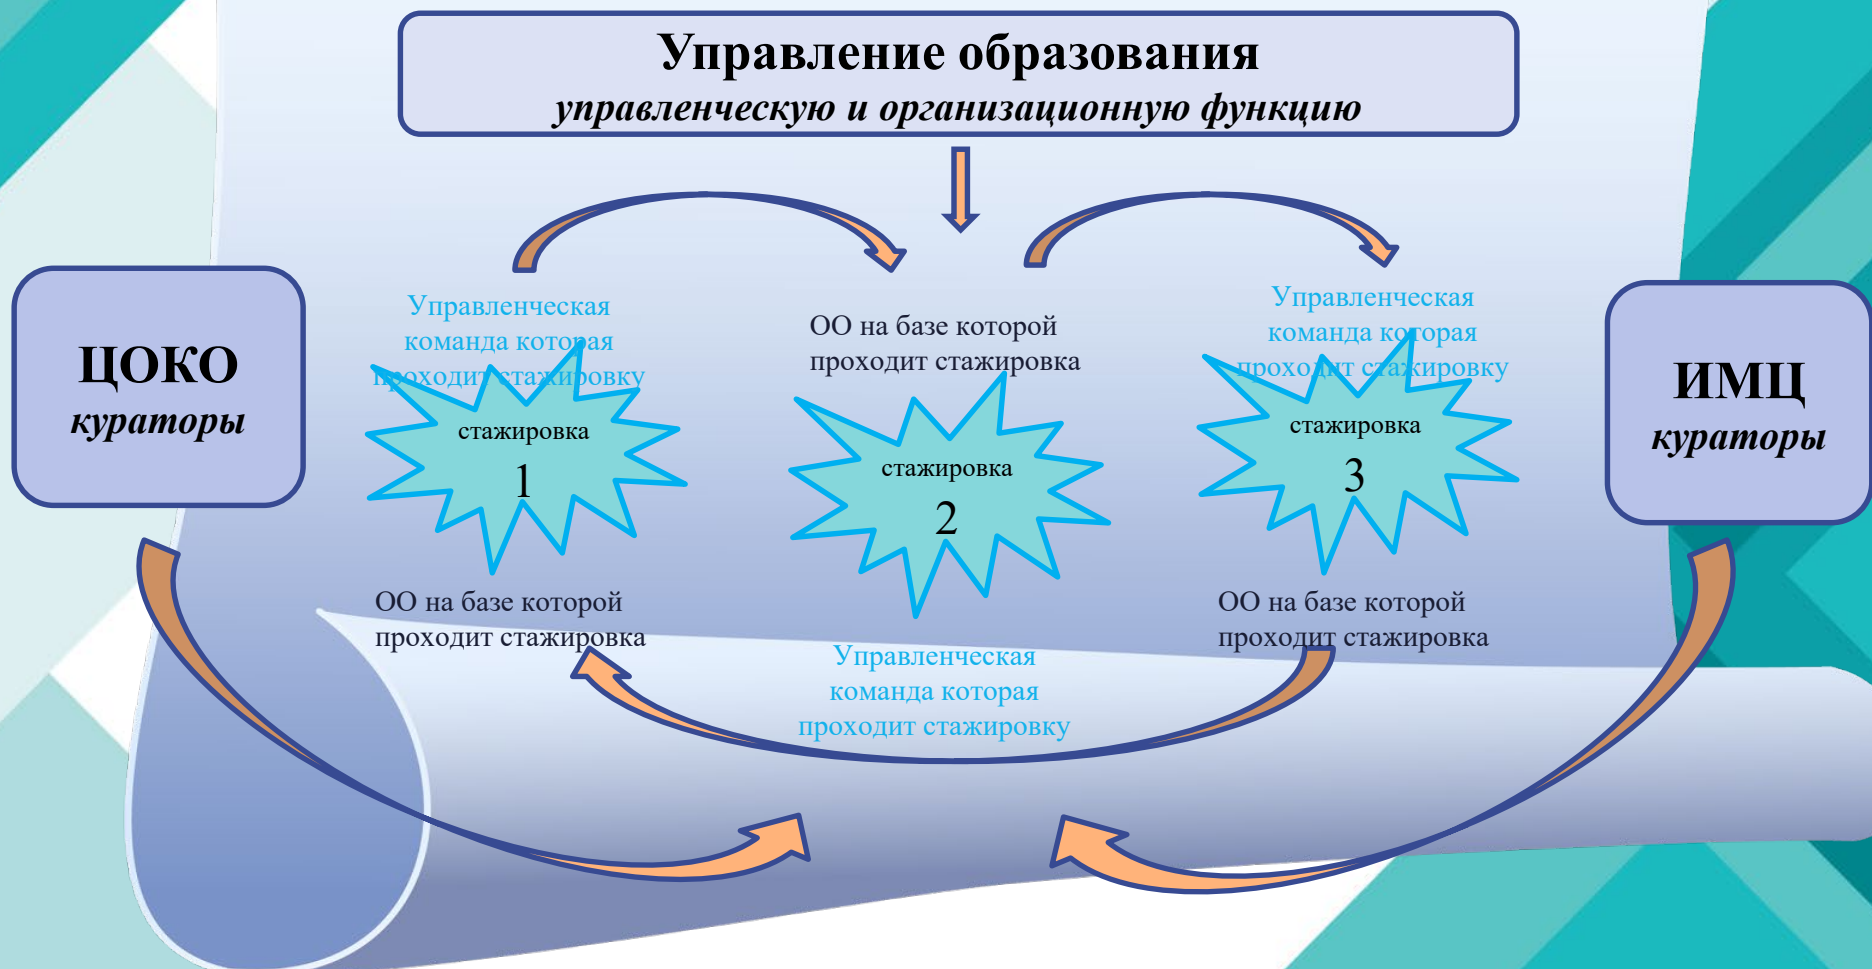 Управление образования
управленческую и организационную функцию
ЦОКО
кураторы
Управленческая
команда которая
проходит стажировку
стажировка
1
ОО на базе которой
проходит стажировка
ОО на базе которой
проходит стажировка
стажировка
2
Управленческая
команда которая
проходит стажировку
Управленческая
команда которая
проходит стажировку
стажировка
3
ОО на базе которой
проходит стажировка
ИМЦ
кураторы